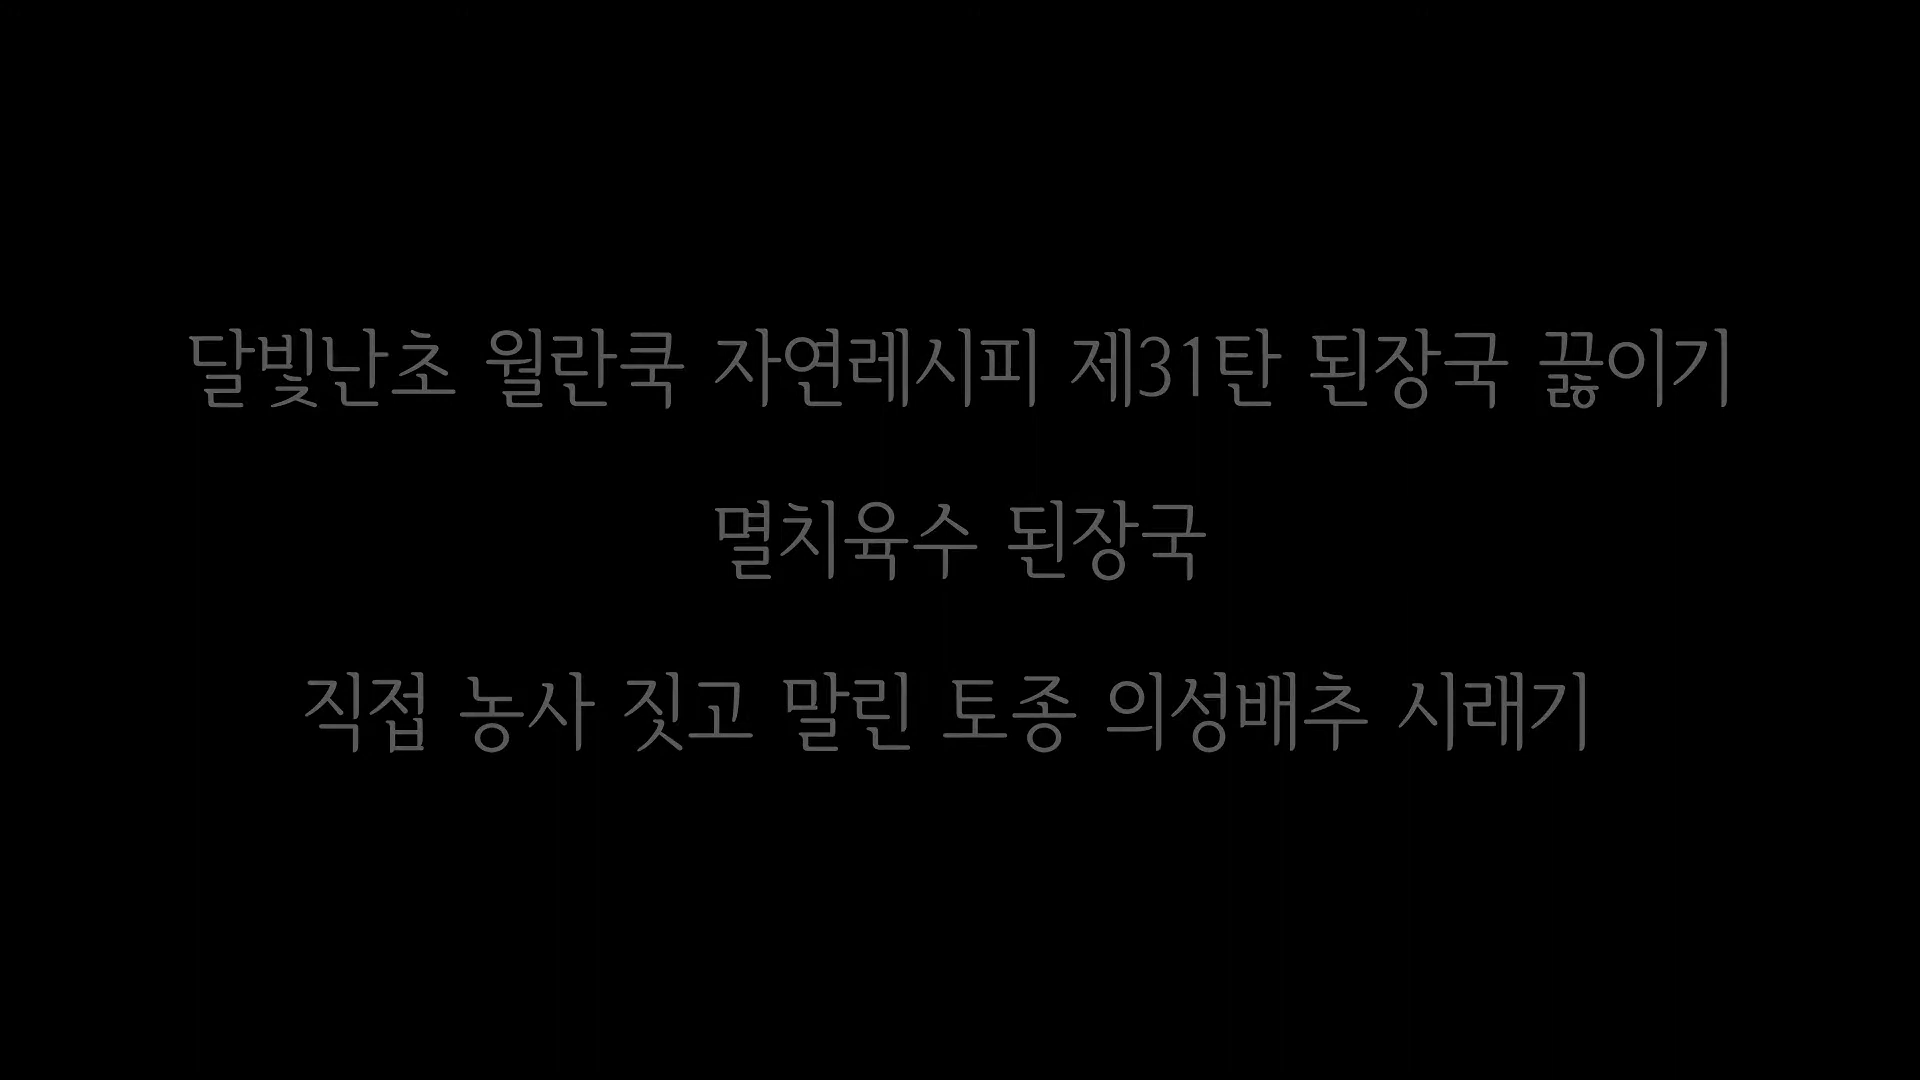 달빛난초 월란쿡 자연레시피 제31탄 된장국 끓이기
멸치육수 된장국
직접 농사 짓고 말린 토종 의성배추 시래기